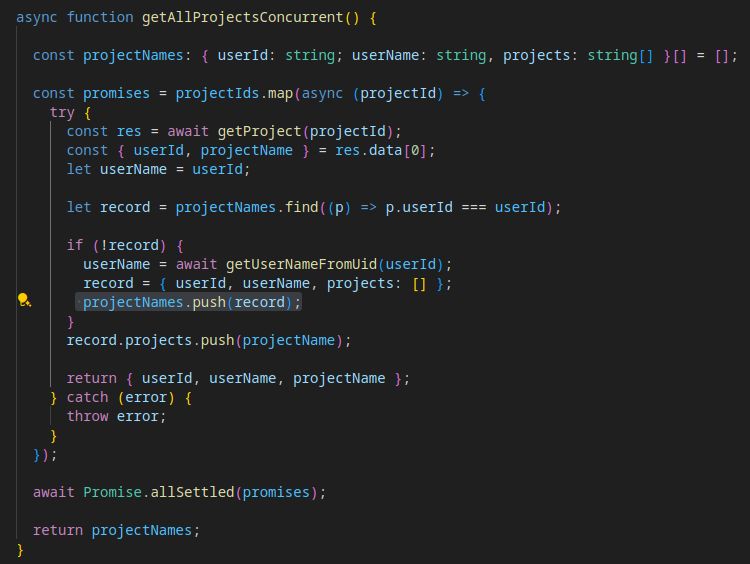 async function getAllProjectsConcurrent() {
const projectNames: { userId: string; userName: string, projects: string[] }[] = [];
const promises = projectIds.map(async (projectId) => {
try {
const res = await getProject(projectId);
const { userId, projectName } = res.data[0];
let userName = userId;
let record = projectNames.find((p) => p.userId === userId);
if (!record) {
userName = await getUserNameFromUid(userId);
record = { userId, userName, projects: [] };
projectNames.push(record);
}
record.projects.push(projectName);
return { userId, userName, projectName };
} catch (error) {
throw error;
}
});
await Promise.allSettled(promises);
return projectNames;
}